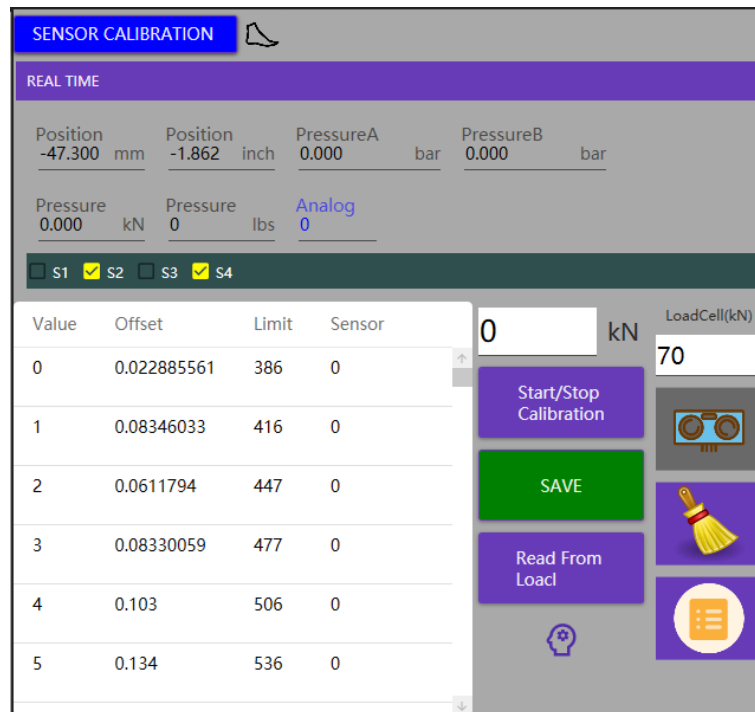 SENSOR CALIBRATION
REAL TIME
Position Position PressureA PressureB
-47.300 mm -1.862 inch 0.000 bar 0.000 bar
Pressure Pressure Analog
0.000 kN 0 lbs 0
S1 S2 S3 S4
Value Offset Limit Sensor
0 0.022885561 386 0
1 0.08346033 416 0
2 0.0611794 447 0
3 0.08330059 477 0
4 0.103 506 0
5 0.134 536 0
0 kN
LoadCell(kN)
70
Start/Stop
Calibration
SAVE
Read From
Loacl